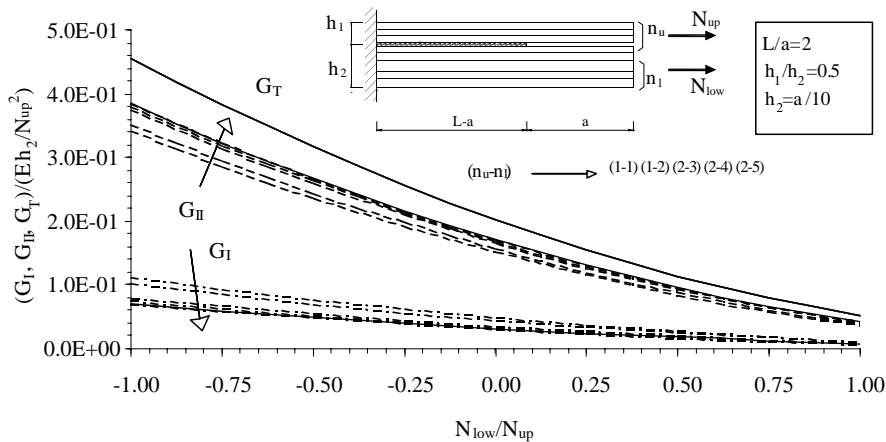 (G_I, G_II, G_T)/(Eh_2/N_up^2)
5.0E-01
4.0E-01
3.0E-01
2.0E-01
1.0E-01
0.0E+00
G_T
G_II
G_I
h_1
h_2
n_u
n_l
N_up
N_low
L-a
a
L/a=2
h_1/h_2=0.5
h_2=a/10
(n_u-n_l)
(1-1) (1-2) (2-3) (2-4) (2-5)
-1.00 -0.75 -0.50 -0.25 0.00 0.25 0.50 0.75 1.00
N_low/N_up